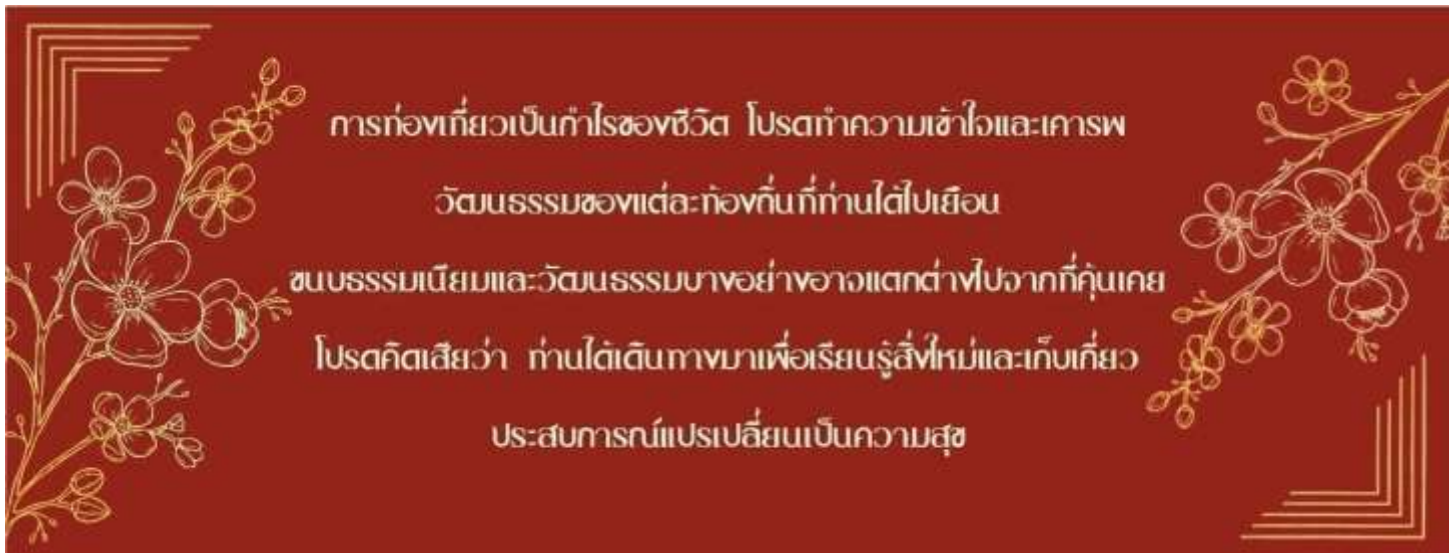 การท่องเที่ยวเป็นกำไรของชีวิต โปรดทำความเข้าใจและเคารพ
วัฒนธรรมของแต่ละท้องถิ่นที่ท่านได้ไปเยือน
ขนบธรรมเนียมและวัฒนธรรมบางอย่างอาจแตกต่างไปจากที่คุ้นเคย
โปรดคิดเสียว่า ท่านได้เดินทางมาเพื่อเรียนรู้สิ่งใหม่และเก็บเกี่ยว
ประสบการณ์แปรเปลี่ยนเป็นความสุข